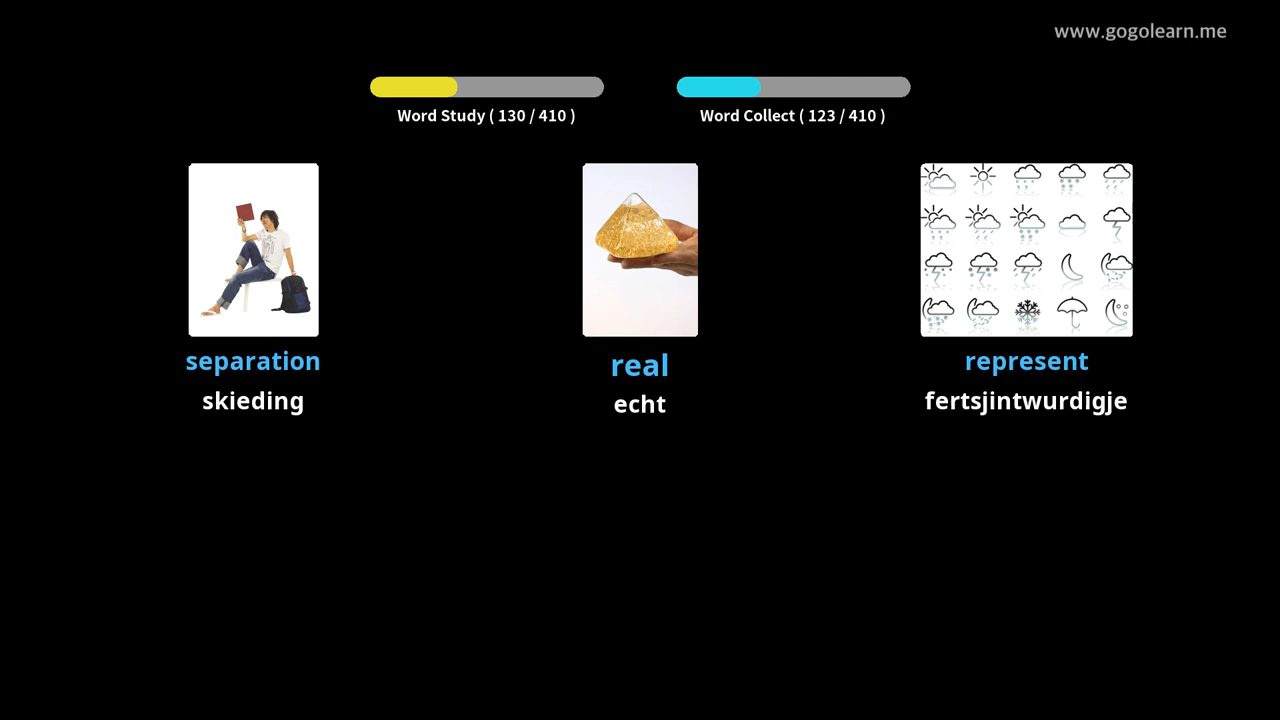 www.gogolearn.me
Word Study ( 130 / 410 )
Word Collect ( 123 / 410 )
separation
real
represent
skieding
echt
fertsjintwurdigje